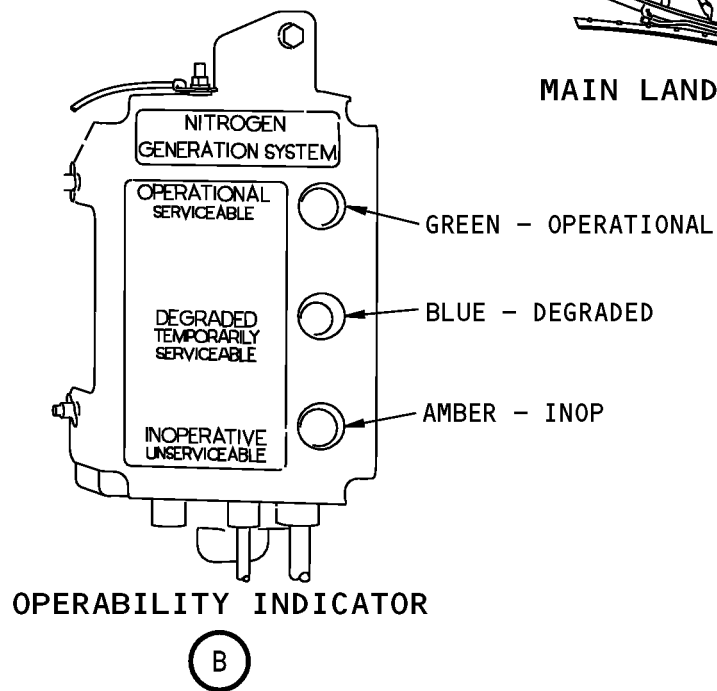 MAIN LAND
NITROGEN
GENERATION SYSTEM
OPERATIONAL
SERVICEABLE
GREEN – OPERATIONAL
DEGRADED
TEMPORARILY
SERVICEABLE
BLUE – DEGRADED
INOPERATIVE
UNSERVICEABLE
AMBER – INOP
OPERABILITY INDICATOR
B